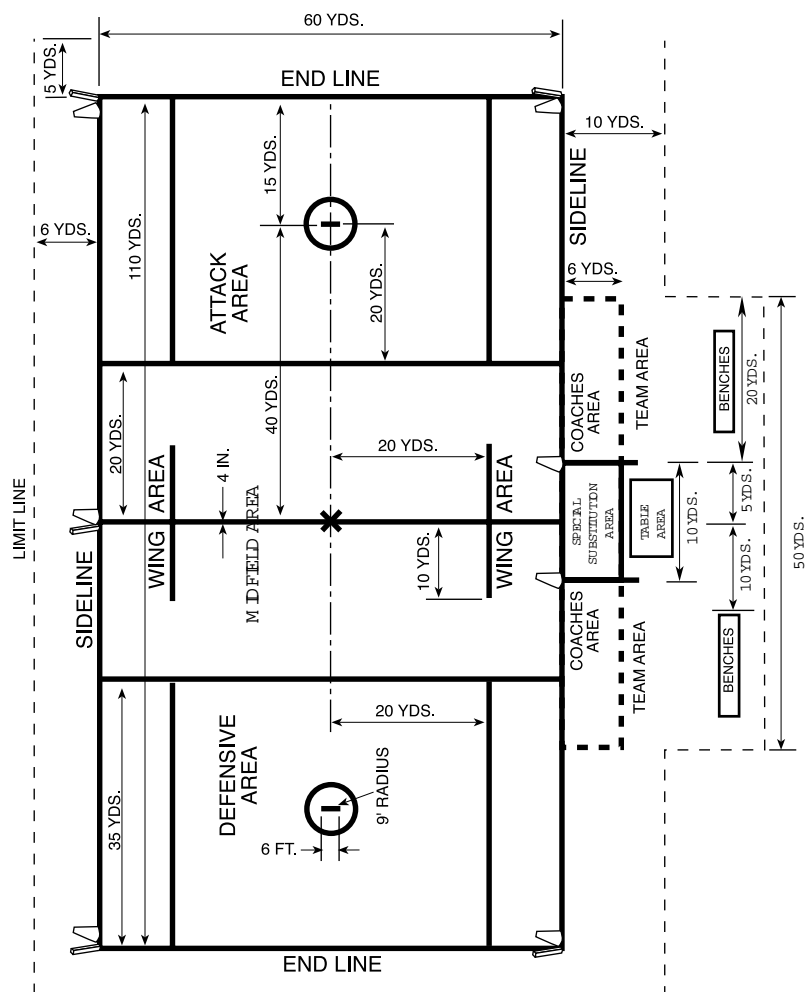 60 YDS.
5 YDS.
END LINE
10 YDS.
15 YDS.
SIDELINE
6 YDS.
110 YDS.
6 YDS.
ATTACK
AREA
20 YDS.
40 YDS.
20 YDS.
COACHES
AREA
TEAM AREA
BENCHES
20 YDS.
50 YDS.
LIMIT LINE
SIDELINE
WING AREA
4 IN.
MIDFIELD AREA
20 YDS.
10 YDS.
WING AREA
SPECIAL
SUBSTITUTION
AREA
TABLE
AREA
10 YDS.
5 YDS.
10 YDS.
COACHES
AREA
TEAM AREA
BENCHES
20 YDS.
35 YDS.
DEFENSIVE
AREA
9' RADIUS
6 FT.
END LINE